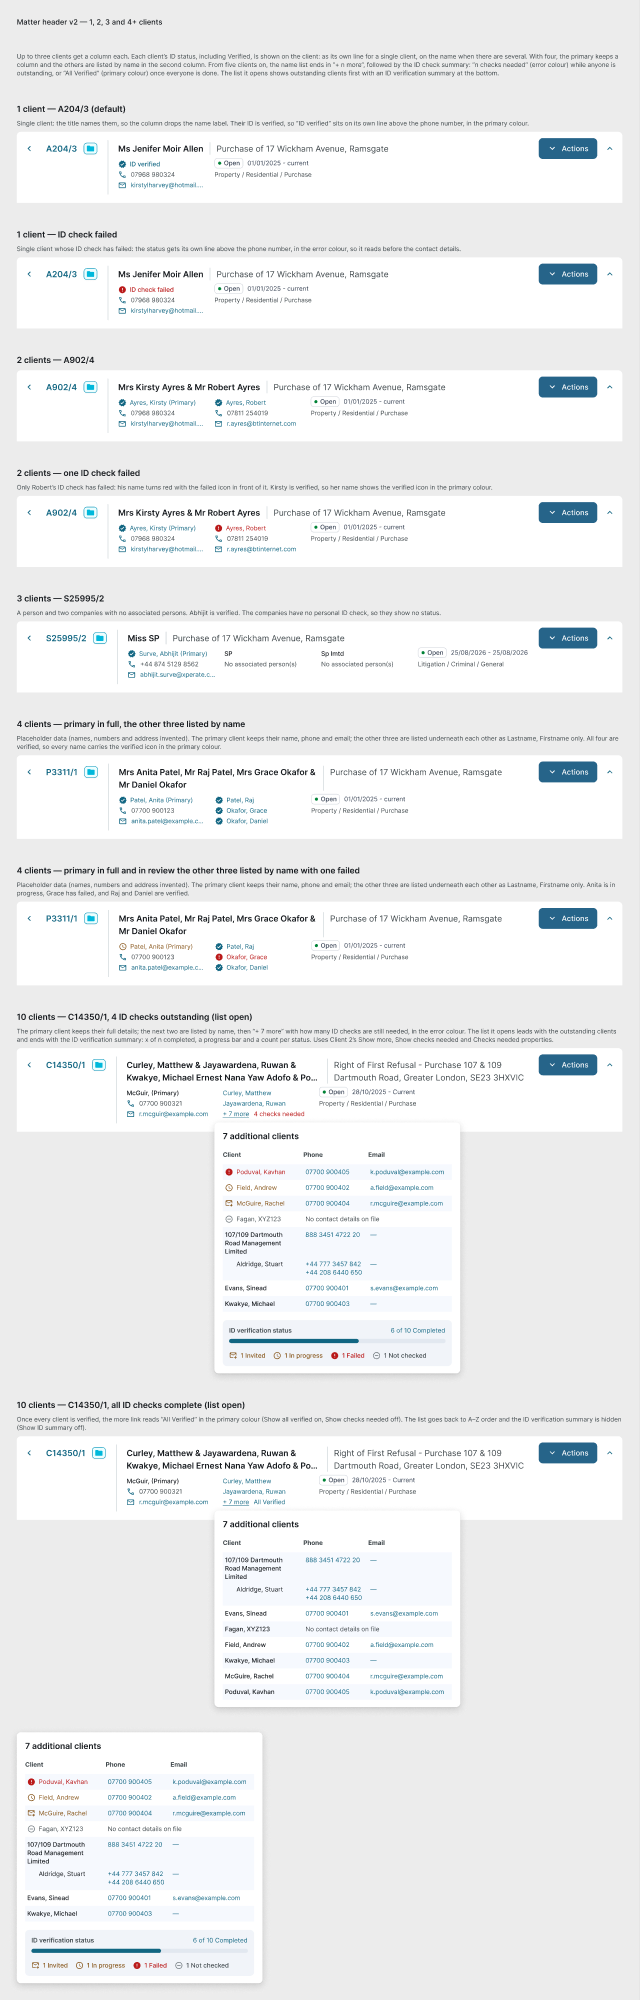 Matter header v2 — 1, 2, 3 and 4+ clients
Up to three clients get a column each. Each client's ID status, including Verified, is shown on the client: as its own line for a single client, on the name when there are several. With four, the primary keeps a
column and the others are listed by name in the second column. From five clients on, the name list ends in "+ n more", followed by the ID check summary: "n checks needed" (error colour) while anyone is
outstanding, or "All Verified" (primary colour) once everyone is done. The list it opens shows outstanding clients first with an ID verification summary at the bottom.
1 client — A204/3 (default)
Single client: the title names them, so the column drops the name label. Their ID is verified, so "ID verified" sits on its own line above the phone number, in the primary colour.
A204/3 Ms Jenifer Moir Allen Purchase of 17 Wickham Avenue, Ramsgate Actions
ID verified Open 01/01/2025 - current
07968 980324 Property / Residential / Purchase
kirstylharvey@hotmail....
1 client — ID check failed
Single client whose ID check has failed: the status gets its own line above the phone number, in the error colour, so it reads before the contact details.
A204/3 Ms Jenifer Moir Allen Purchase of 17 Wickham Avenue, Ramsgate Actions
ID check failed Open 01/01/2025 - current
07968 980324 Property / Residential / Purchase
kirstylharvey@hotmail....
2 clients — A902/4
A902/4 Mrs Kirsty Ayres & Mr Robert Ayres Purchase of 17 Wickham Avenue, Ramsgate Actions
Ayres, Kirsty (Primary) Ayres, Robert Open 01/01/2025 - current
07968 980324 07811 254019 Property / Residential / Purchase
kirstylharvey@hotmail.... r.ayres@btinternet.com
2 clients — one ID check failed
Only Robert's ID check has failed: his name turns red with the failed icon in front of it. Kirsty is verified, so her name shows the verified icon in the primary colour.
A902/4 Mrs Kirsty Ayres & Mr Robert Ayres Purchase of 17 Wickham Avenue, Ramsgate Actions
Ayres, Kirsty (Primary) Ayres, Robert Open 01/01/2025 - current
07968 980324 07811 254019 Property / Residential / Purchase
kirstylharvey@hotmail.... r.ayres@btinternet.com
3 clients — S25995/2
A person and two companies with no associated persons. Abhijit is verified. The companies have no personal ID check, so they show no status.
S25995/2 Miss SP Purchase of 17 Wickham Avenue, Ramsgate Actions
Surve, Abhijit (Primary) SP Sp lmtd Open 25/08/2026 - 25/08/2026
+44 874 5129 8562 No associated person(s) No associated person(s) Litigation / Criminal / General
abhijit.surve@xperate.c...
4 clients — primary in full, the other three listed by name
Placeholder data (names, numbers and address invented). The primary client keeps their name, phone and email; the other three are listed underneath each other as Lastname, Firstname only. All four are
verified, so every name carries the verified icon in the primary colour.
P3311/1 Mrs Anita Patel, Mr Raj Patel, Mrs Grace Okafor & Purchase of 17 Wickham Avenue, Ramsgate Actions
Mr Daniel Okafor
Patel, Anita (Primary) Patel, Raj Open 01/01/2025 - current
07700 900123 Okafor, Grace Property / Residential / Purchase
anita.patel@example.c... Okafor, Daniel
4 clients — primary in full and in review the other three listed by name with one failed
Placeholder data (names, numbers and address invented). The primary client keeps their name, phone and email; the other three are listed underneath each other as Lastname, Firstname only. Anita is in
progress, Grace has failed, and Raj and Daniel are verified.
P3311/1 Mrs Anita Patel, Mr Raj Patel, Mrs Grace Okafor & Purchase of 17 Wickham Avenue, Ramsgate Actions
Mr Daniel Okafor
Patel, Anita (Primary) Patel, Raj Open 01/01/2025 - current
07700 900123 Okafor, Grace Property / Residential / Purchase
anita.patel@example.c... Okafor, Daniel
10 clients — C14350/1, 4 ID checks outstanding (list open)
The primary client keeps their full details; the next two are listed by name, then "+ 7 more" with how many ID checks are still needed, in the error colour. The list it opens leads with the outstanding clients
and ends with the ID verification summary: x of n completed, a progress bar and a count per status. Uses Client 2's Show more, Show checks needed and Checks needed properties.
C14350/1 Curley, Matthew & Jayawardena, Ruwan & Right of First Refusal - Purchase 107 & 109 Actions
Kwakye, Michael Ernest Nana Yaw Adofo & Po... Dartmouth Road, Greater London, SE23 3HXVIC
McGuir, (Primary) Curley, Matthew Open 28/10/2025 - Current
07700 900321 Jayawardena, Ruwan Property / Residential / Purchase
r.mcguir@example.com + 7 more 4 checks needed
7 additional clients
Client Phone Email
Poduval, Kavhan 07700 900405 k.poduval@example.com
Field, Andrew 07700 900402 a.field@example.com
McGuire, Rachel 07700 900404 r.mcguire@example.com
Fagan, XYZ123 No contact details on file
107/109 Dartmouth 888 3451 4722 20 —
Road Management
Limited
Aldridge, Stuart +44 777 3457 842 —
+44 208 6440 650
Evans, Sinead 07700 900401 s.evans@example.com
Kwakye, Michael 07700 900403 —
ID verification status 6 of 10 Completed
1 Invited 1 In progress 1 Failed 1 Not checked
10 clients — C14350/1, all ID checks complete (list open)
Once every client is verified, the more link reads "All Verified" in the primary colour (Show all verified on, Show checks needed off). The list goes back to A–Z order and the ID verification summary is hidden
(Show ID summary off).
C14350/1 Curley, Matthew & Jayawardena, Ruwan & Right of First Refusal - Purchase 107 & 109 Actions
Kwakye, Michael Ernest Nana Yaw Adofo & Po... Dartmouth Road, Greater London, SE23 3HXVIC
McGuir, (Primary) Curley, Matthew Open 28/10/2025 - Current
07700 900321 Jayawardena, Ruwan Property / Residential / Purchase
r.mcguir@example.com + 7 more All Verified
7 additional clients
Client Phone Email
107/109 Dartmouth 888 3451 4722 20 —
Road Management
Limited
Aldridge, Stuart +44 777 3457 842 —
+44 208 6440 650
Evans, Sinead 07700 900401 s.evans@example.com
Fagan, XYZ123 No contact details on file
Field, Andrew 07700 900402 a.field@example.com
Kwakye, Michael 07700 900403 —
McGuire, Rachel 07700 900404 r.mcguire@example.com
Poduval, Kavhan 07700 900405 k.poduval@example.com
7 additional clients
Client Phone Email
Poduval, Kavhan 07700 900405 k.poduval@example.com
Field, Andrew 07700 900402 a.field@example.com
McGuire, Rachel 07700 900404 r.mcguire@example.com
Fagan, XYZ123 No contact details on file
107/109 Dartmouth 888 3451 4722 20 —
Road Management
Limited
Aldridge, Stuart +44 777 3457 842 —
+44 208 6440 650
Evans, Sinead 07700 900401 s.evans@example.com
Kwakye, Michael 07700 900403 —
ID verification status 6 of 10 Completed
1 Invited 1 In progress 1 Failed 1 Not checked